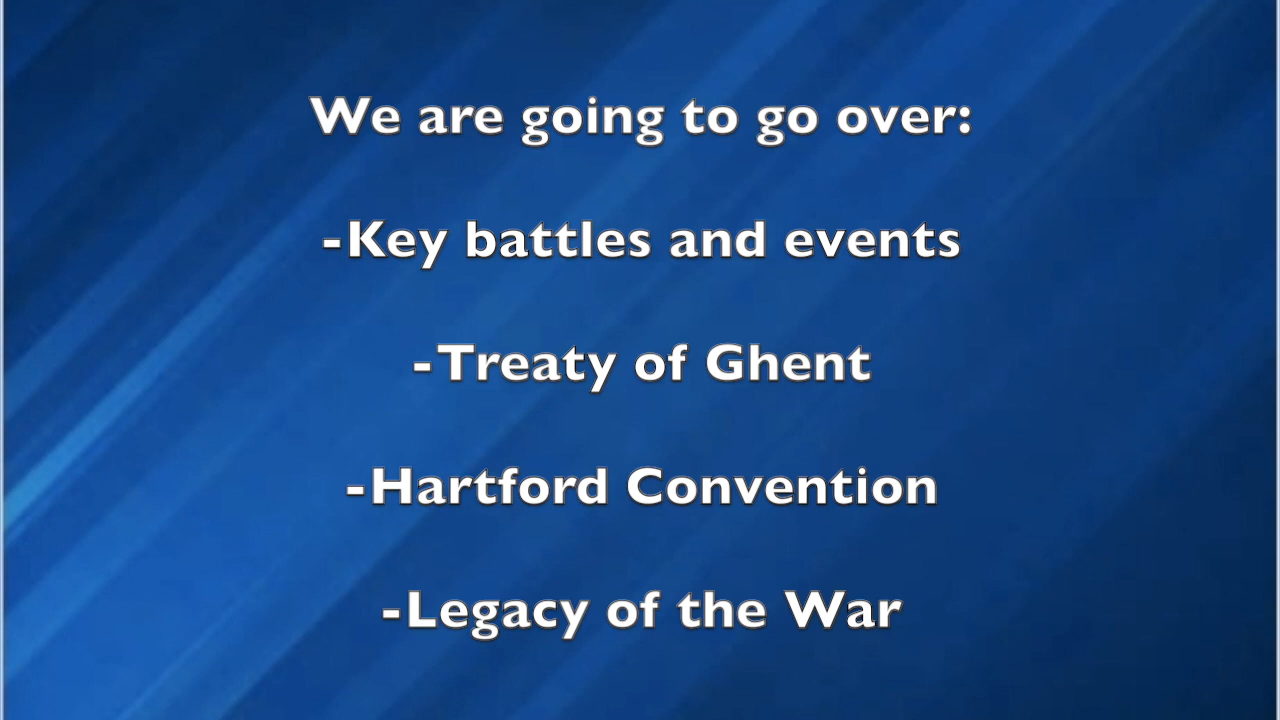 We are going to go over:
-Key battles and events
-Treaty of Ghent
-Hartford Convention
-Legacy of the War